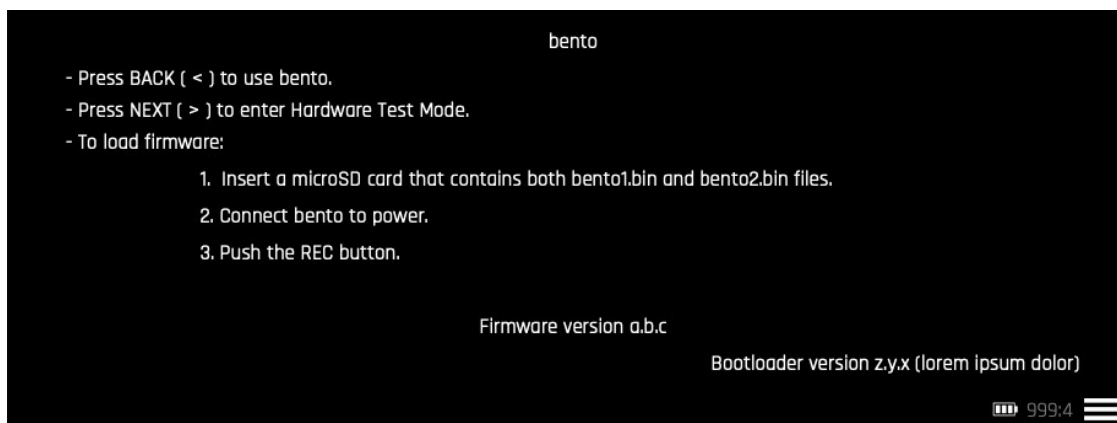 bento
- Press BACK ( < ) to use bento.
- Press NEXT ( > ) to enter Hardware Test Mode.
- To load firmware:
1. Insert a microSD card that contains both bento1.bin and bento2.bin files.
2. Connect bento to power.
3. Push the REC button.
Firmware version a.b.c
Bootloader version z.y.x (lorem ipsum dolor)
999:4